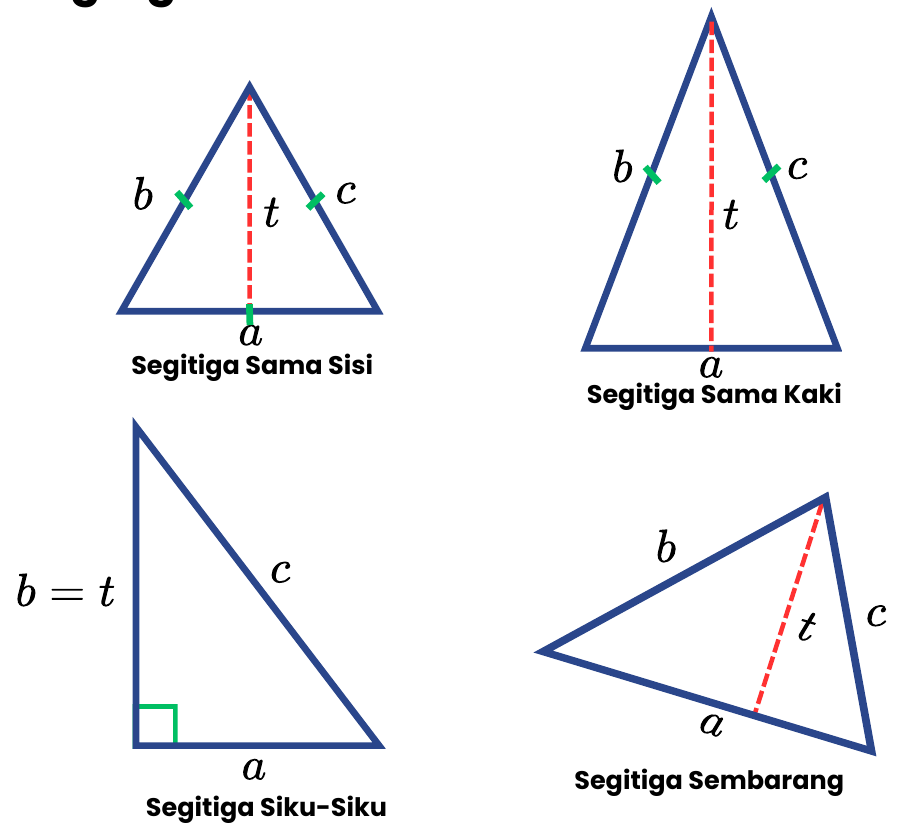 b
c
t
a
Segitiga Sama Sisi
b
c
t
a
Segitiga Sama Kaki
b = t
c
a
Segitiga Siku-Siku
b
c
t
a
Segitiga Sembarang